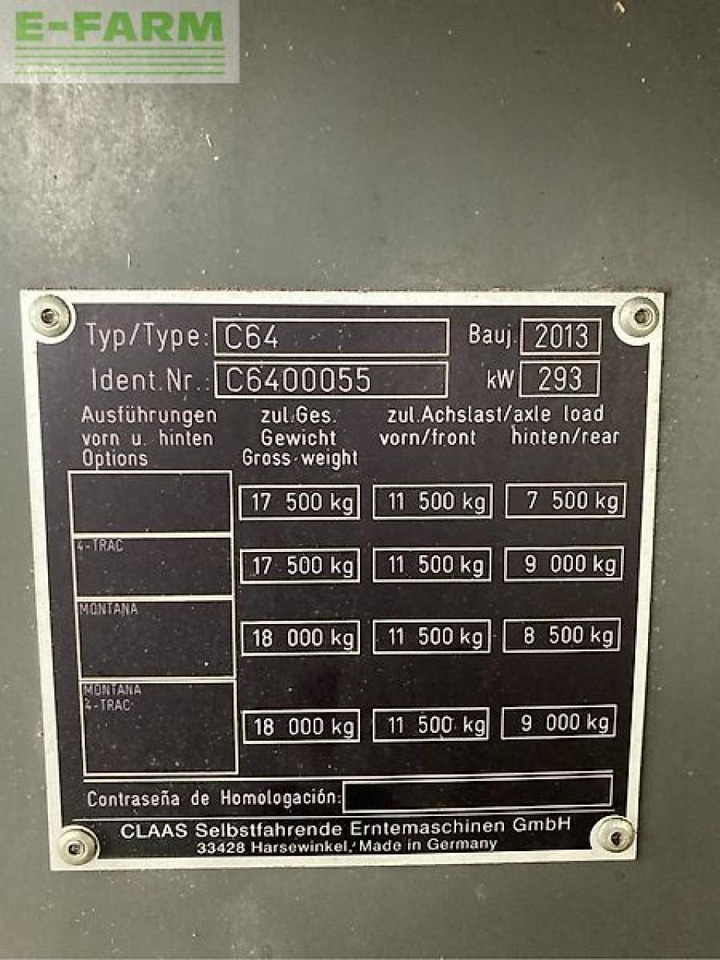 E-FARM
Typ/Type: C64 Bauj. 2013
Ident.Nr.: C6400055 kW 293
Ausführungen zul.Ges. zul.Achslast/axle load
vorn u. hinten Gewicht vorn/front hinten/rear
Options Gross-weight
17 500 kg 11 500 kg 7 500 kg
4-TRAC 17 500 kg 11 500 kg 9 000 kg
MONTANA 18 000 kg 11 500 kg 8 500 kg
MONTANA
4-TRAC 18 000 kg 11 500 kg 9 000 kg
Contraseña de Homologación:
CLAAS Selbstfahrende Erntemaschinen GmbH
33428 Harsewinkel, Made in Germany